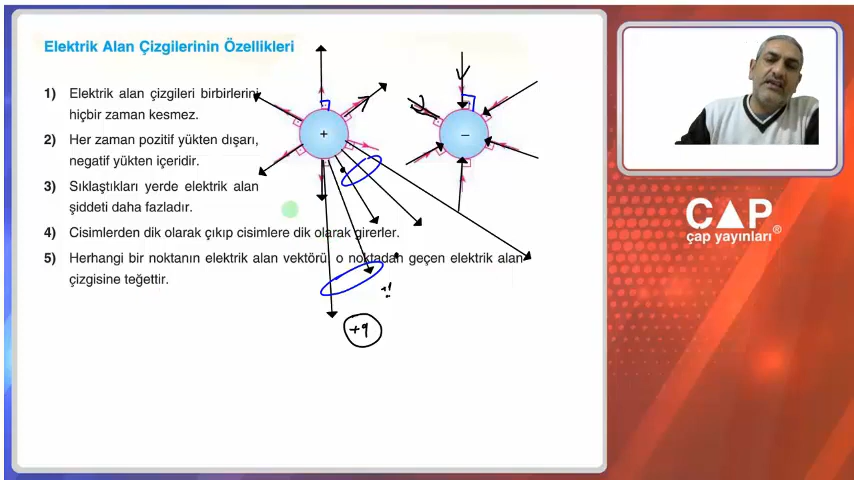 Elektrik Alan Çizgilerinin Özellikleri
1) Elektrik alan çizgileri birbirlerini
hiçbir zaman kesmez.
2) Her zaman pozitif yükten dışarı,
negatif yükten içeridir.
3) Sıklaştıkları yerde elektrik alan
şiddeti daha fazladır.
4) Cisimlerden dik olarak çıkıp cisimlere dik olarak girerler.
5) Herhangi bir noktanın elektrik alan vektörü o noktadan geçen elektrik alan
çizgisine teğettir.
+
–
+q
ÇAP®
çap yayınları